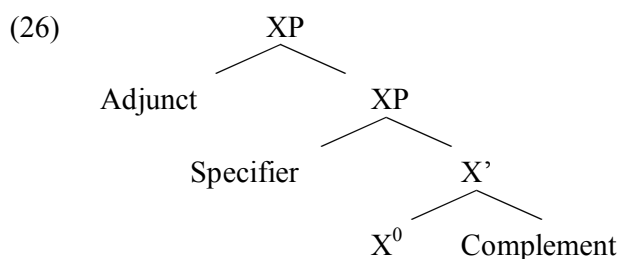 (26) XP
Adjunct XP
Specifier X’
X⁰ Complement